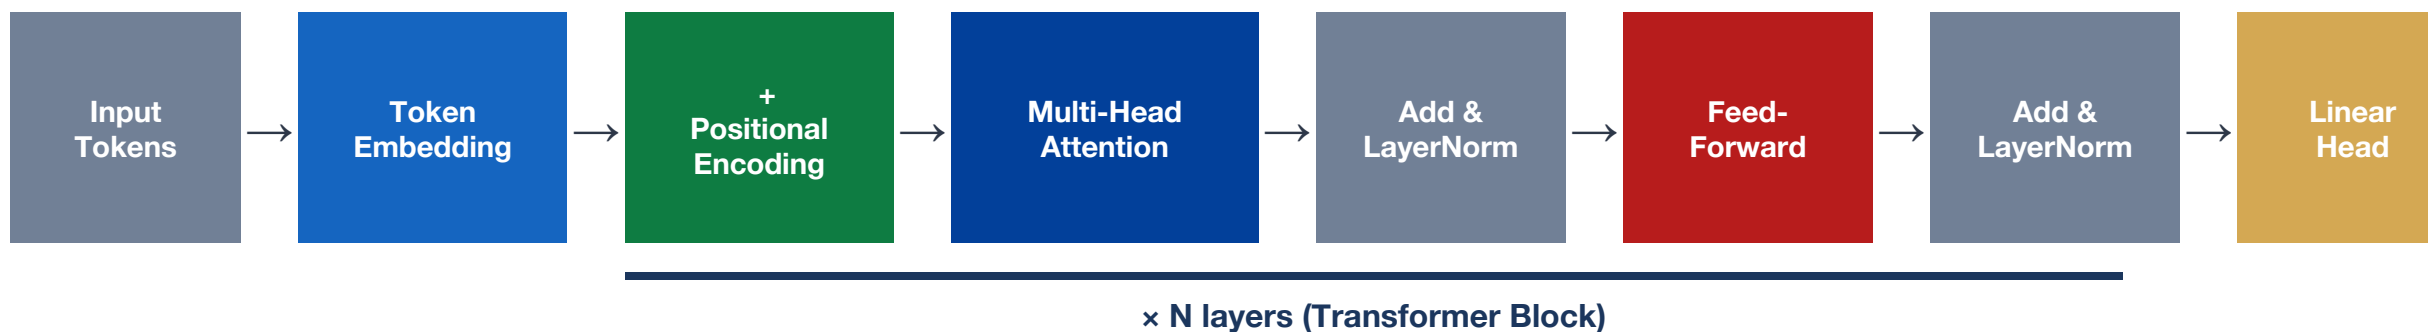 Input
Tokens
→
Token
Embedding
→
+
Positional
Encoding
→
Multi-Head
Attention
→
Add &
LayerNorm
→
Feed-
Forward
→
Add &
LayerNorm
→
Linear
Head
× N layers (Transformer Block)